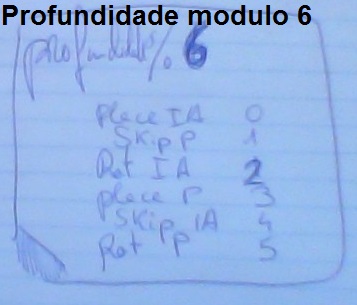 Profundidade modulo 6
profundidade % 6
place IA 0
Skip P 1
Rot IA 2
place P 3
Skip IA 4
Rot P 5